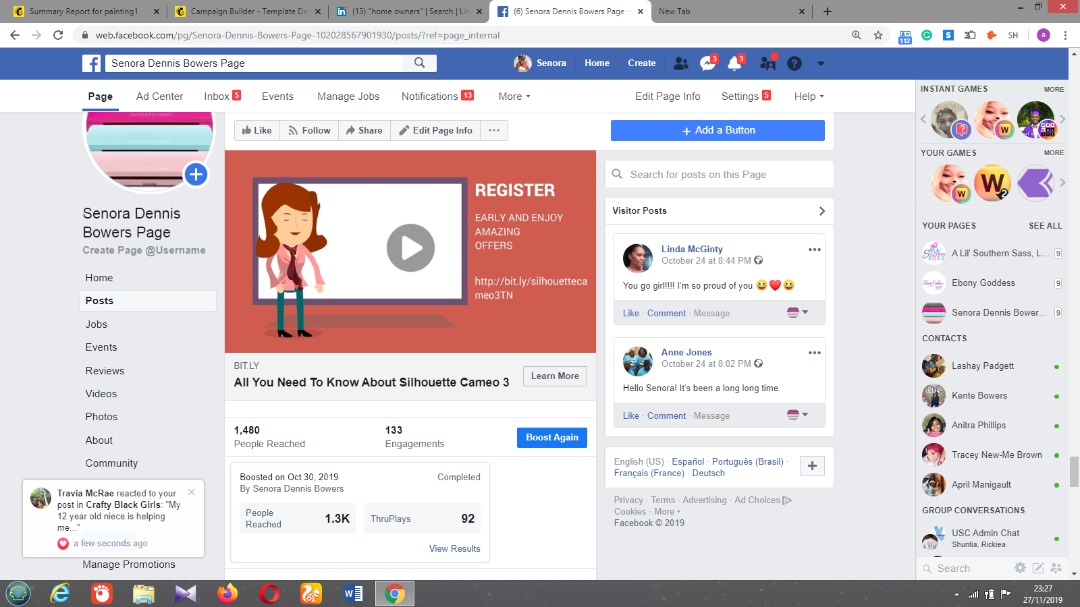 Summary Report for painting1
Campaign Builder - Template De
(13) "home owners" | Search | Lin
(6) Senora Dennis Bowers Page -
New Tab
web.facebook.com/pg/Senora-Dennis-Bowers-Page-102028567901930/posts/?ref=page_internal
112
SH
a
Senora Dennis Bowers Page
Senora
Home
Create
3
3
Page
Ad Center
Inbox 5
Events
Manage Jobs
Notifications 13
More
Edit Page Info
Settings 5
Help
Like
Follow
Share
Edit Page Info
...
+ Add a Button
Senora Dennis
Bowers Page
Create Page @Username
Home
Posts
Jobs
Events
Reviews
Videos
Photos
About
Community
Travia McRae reacted to your
post in Crafty Black Girls: "My
12 year old niece is helping
me..."
a few seconds ago
Manage Promotions
REGISTER
EARLY AND ENJOY
AMAZING
OFFERS
http://bit.ly/silhouetteca
meo3TN
BIT.LY
All You Need To Know About Silhouette Cameo 3
Learn More
1,480
People Reached
133
Engagements
Boost Again
Boosted on Oct 30, 2019
Completed
By Senora Dennis Bowers
People
Reached
1.3K
ThruPlays
92
View Results
Search for posts on this Page
Visitor Posts
Linda McGinty
October 24 at 8:44 PM
You go girl!!!! I'm so proud of you 😃❤️😃
Like · Comment · Message
Anne Jones
October 24 at 8:02 PM
Hello Senora! It's been a long long time.
Like · Comment · Message
English (US) · Español · Português (Brasil) ·
Français (France) · Deutsch
Privacy · Terms · Advertising · Ad Choices
Cookies · More
Facebook © 2019
INSTANT GAMES
MORE
YOUR GAMES
MORE
W
W
YOUR PAGES
SEE ALL
A Lil' Southern Sass, L... 9
Ebony Goddess 9
Senora Dennis Bower... 9
CONTACTS
Lashay Padgett
Kente Bowers
Anitra Phillips
Tracey New-Me Brown
April Manigault
GROUP CONVERSATIONS
USC Admin Chat
Shuntia, Rickiea
Search
23:27
27/11/2019